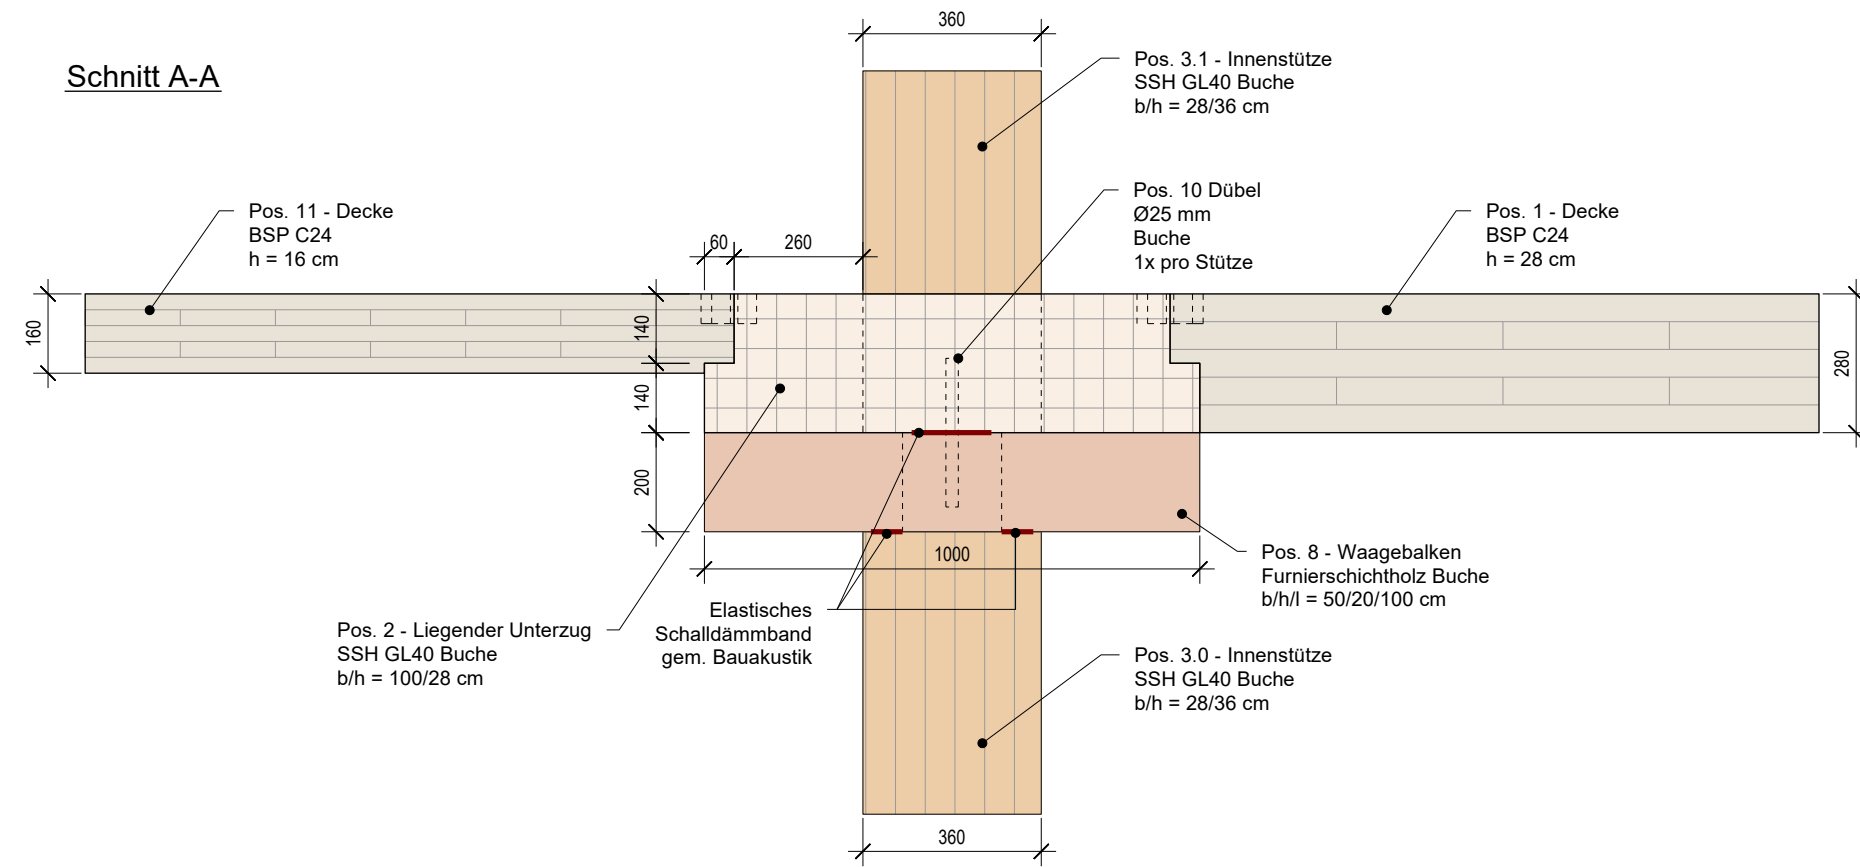 360
Schnitt A-A
Pos. 3.1 - Innenstütze
SSH GL40 Buche
b/h = 28/36 cm
Pos. 10 Dübel
Ø25 mm
Buche
1x pro Stütze
Pos. 11 - Decke
BSP C24
h = 16 cm
Pos. 1 - Decke
BSP C24
h = 28 cm
60
260
160
140
140
200
280
1000
Pos. 8 - Waagebalken
Furnierschichtholz Buche
b/h/l = 50/20/100 cm
Elastisches
Schalldämmband
gem. Bauakustik
Pos. 2 - Liegender Unterzug
SSH GL40 Buche
b/h = 100/28 cm
Pos. 3.0 - Innenstütze
SSH GL40 Buche
b/h = 28/36 cm
360